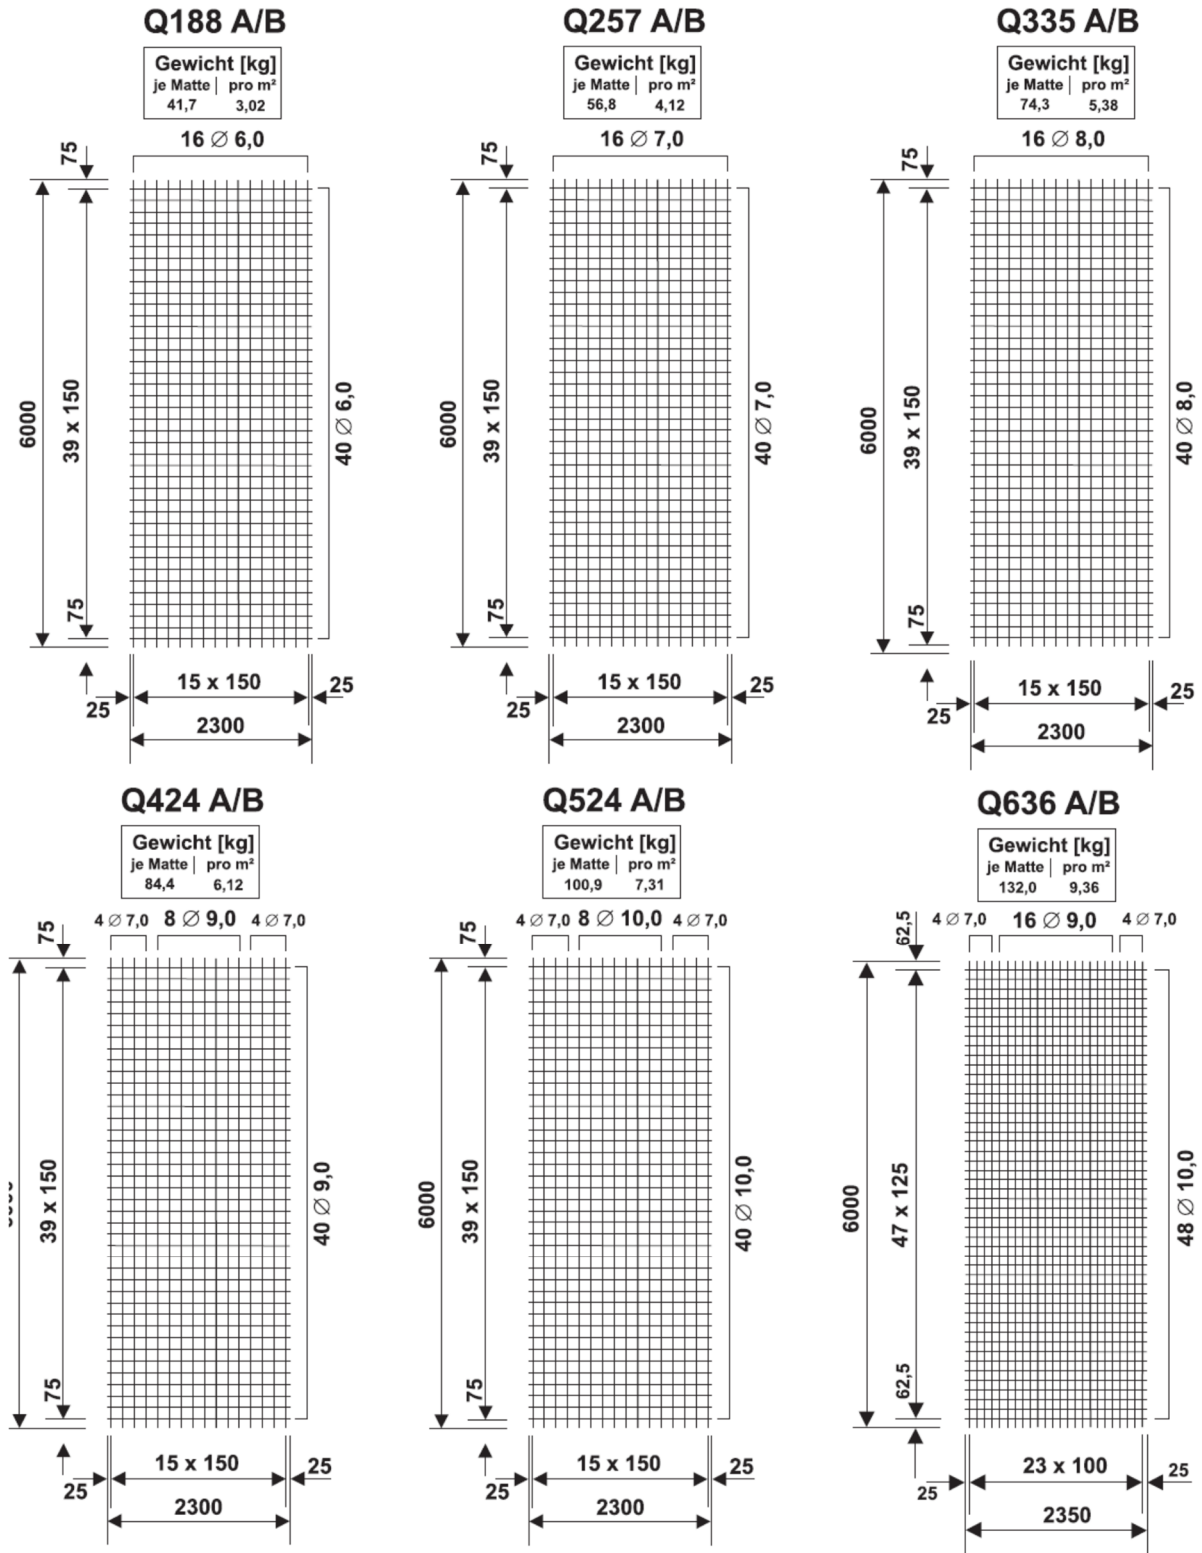 Q188 A/B
Gewicht [kg]
je Matte | pro m²
41,7 3,02
16 ∅ 6,0
75
6000
39 x 150
40 ∅ 6,0
75
15 x 150
25
25
2300
Q257 A/B
Gewicht [kg]
je Matte | pro m²
56,8 4,12
16 ∅ 7,0
75
6000
39 x 150
40 ∅ 7,0
75
15 x 150
25
25
2300
Q335 A/B
Gewicht [kg]
je Matte | pro m²
74,3 5,38
16 ∅ 8,0
75
6000
39 x 150
40 ∅ 8,0
75
15 x 150
25
25
2300
Q424 A/B
Gewicht [kg]
je Matte | pro m²
84,4 6,12
4 ∅ 7,0 8 ∅ 9,0 4 ∅ 7,0
75
39 x 150
40 ∅ 9,0
75
15 x 150
25
25
2300
Q524 A/B
Gewicht [kg]
je Matte | pro m²
100,9 7,31
4 ∅ 7,0 8 ∅ 10,0 4 ∅ 7,0
75
6000
39 x 150
40 ∅ 10,0
75
15 x 150
25
25
2300
Q636 A/B
Gewicht [kg]
je Matte | pro m²
132,0 9,36
4 ∅ 7,0 16 ∅ 9,0 4 ∅ 7,0
62,5
6000
47 x 125
48 ∅ 10,0
62,5
23 x 100
25
25
2350